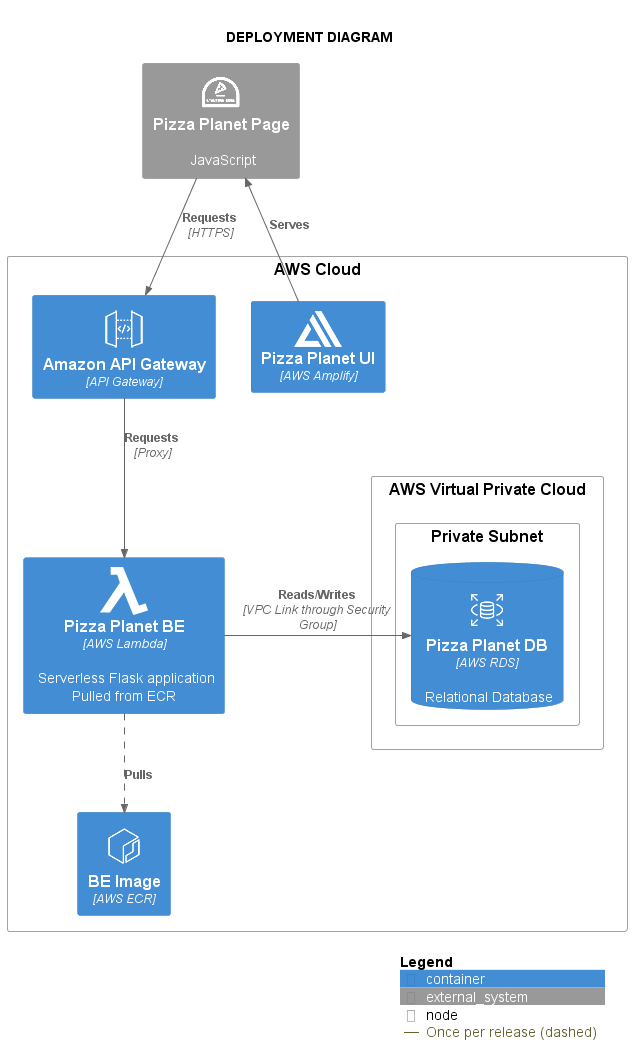 DEPLOYMENT DIAGRAM
Pizza Planet Page
JavaScript
Requests
[HTTPS]
Serves
AWS Cloud
Amazon API Gateway
[API Gateway]
Pizza Planet UI
[AWS Amplify]
Requests
[Proxy]
AWS Virtual Private Cloud
Private Subnet
Pizza Planet BE
[AWS Lambda]
Serverless Flask application
Pulled from ECR
Reads/Writes
[VPC Link through Security
Group]
Pizza Planet DB
[AWS RDS]
Relational Database
Pulls
BE Image
[AWS ECR]
Legend
container
external_system
node
Once per release (dashed)